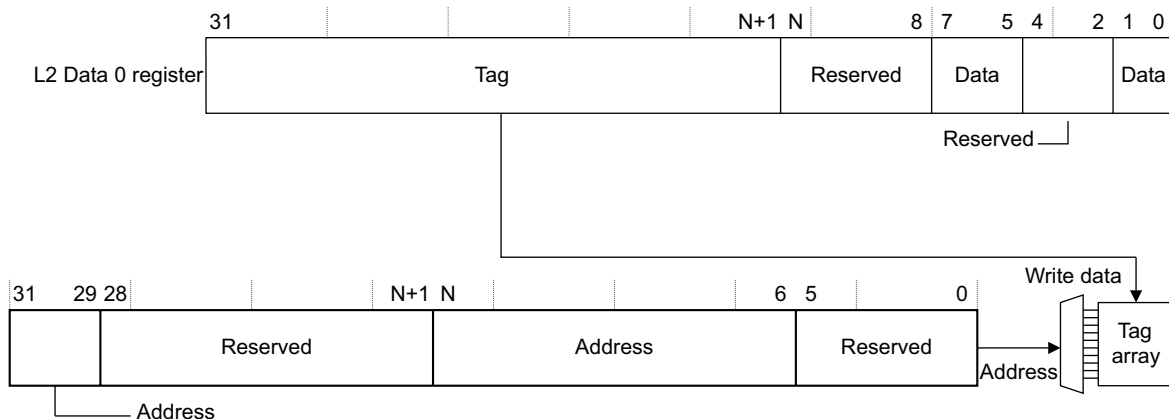 31 N+1 N 8 7 5 4 2 1 0
L2 Data 0 register Tag Reserved Data Data
Reserved
Write data
31 29 28 N+1 N 6 5 0
Reserved Address Reserved Tag
array
Address
Address